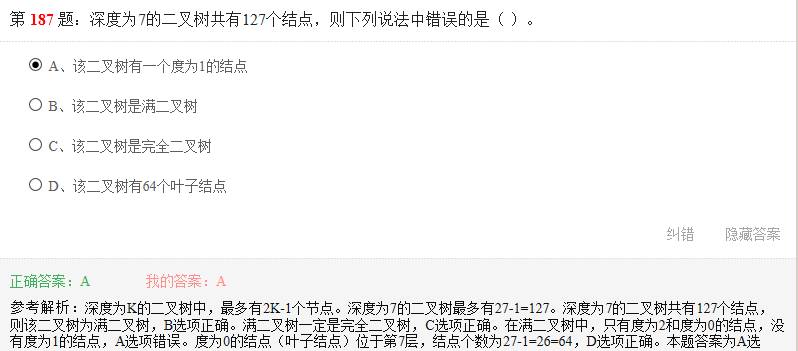 第 187 题：深度为7的二叉树共有127个结点，则下列说法中错误的是（ ）。
A、该二叉树有一个度为1的结点
B、该二叉树是满二叉树
C、该二叉树是完全二叉树
D、该二叉树有64个叶子结点
纠错 隐藏答案
正确答案：A 我的答案：A
参考解析：深度为K的二叉树中，最多有2K-1个节点。深度为7的二叉树最多有27-1=127。深度为7的二叉树共有127个结点，
则该二叉树为满二叉树，B选项正确。满二叉树一定是完全二叉树，C选项正确。在满二叉树中，只有度为2和度为0的结点，没
有度为1的结点，A选项错误。度为0的结点（叶子结点）位于第7层，结点个数为27-1=26=64，D选项正确。本题答案为A选